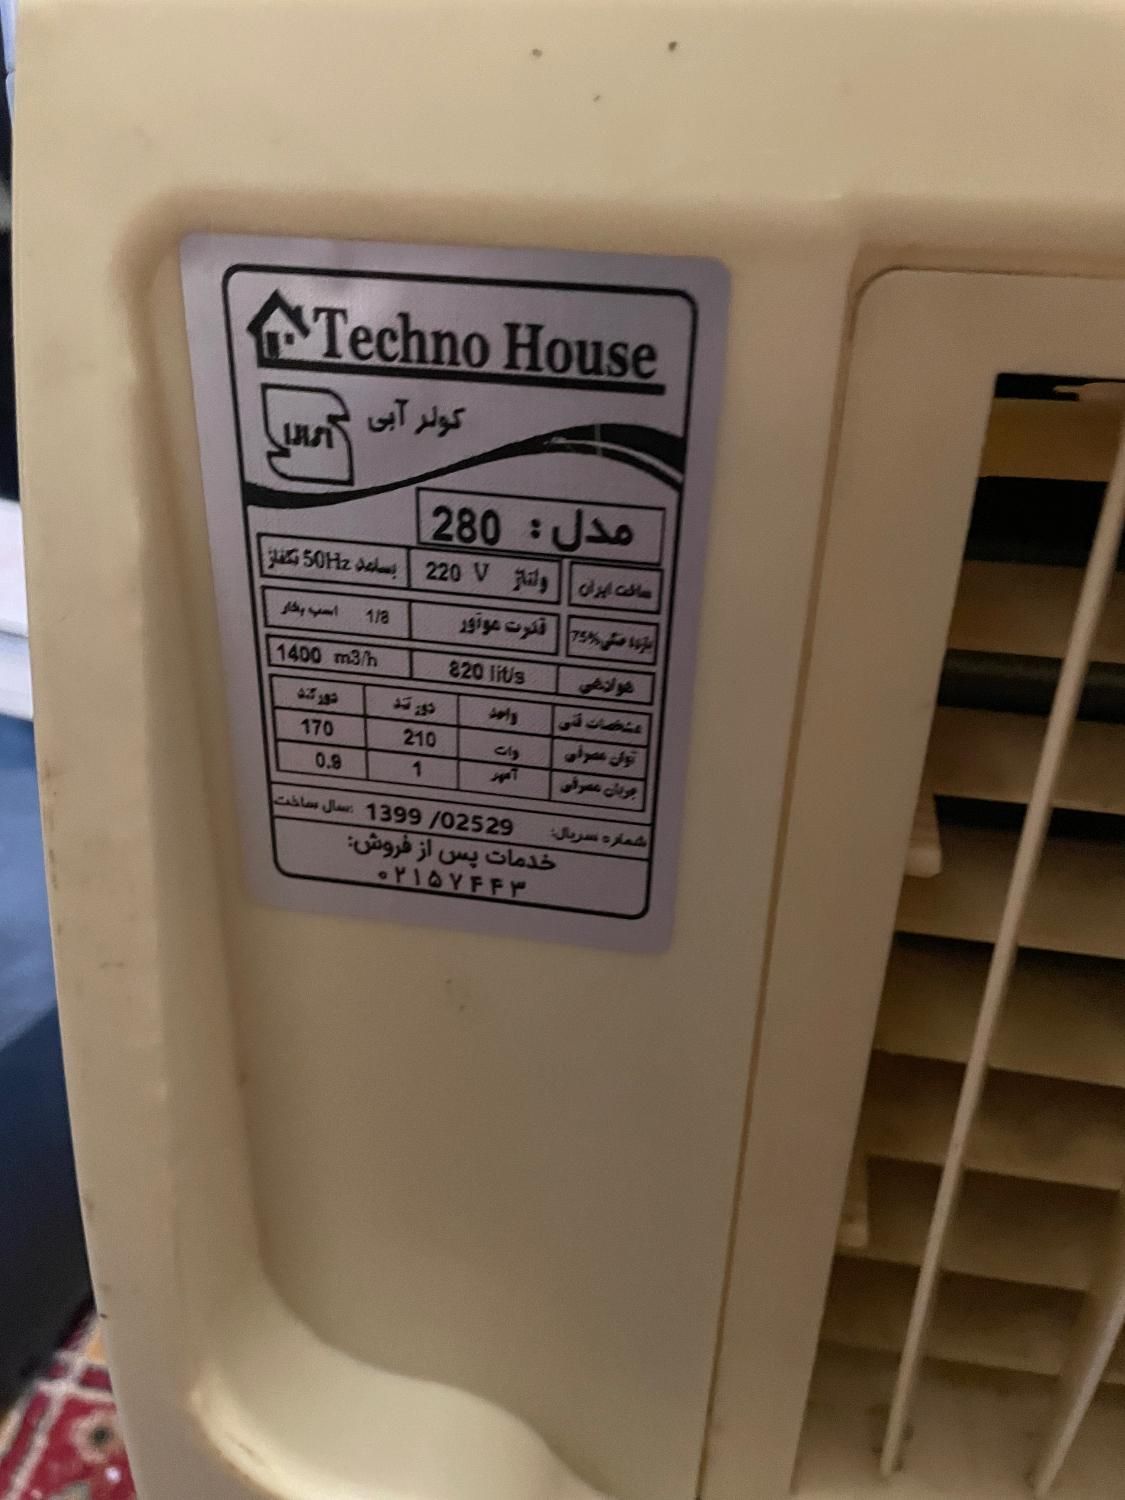 Techno House
کولر آبی
مدل : 280
ساخت ایران ولتاژ 220 V بسامد 50Hz تکفاز
بازده خنکی 75% قدرت موتور 1/8 اسب بخار
هوادهی 820 lit/s 1400 m3/h
مشخصات فنی واحد دور تند دور کند
توان مصرفی وات 210 170
جریان مصرفی آمپر 1 0.9
شماره سریال: 1399 /02529 سال ساخت:
خدمات پس از فروش:
۰۲۱۵۷۴۴۳